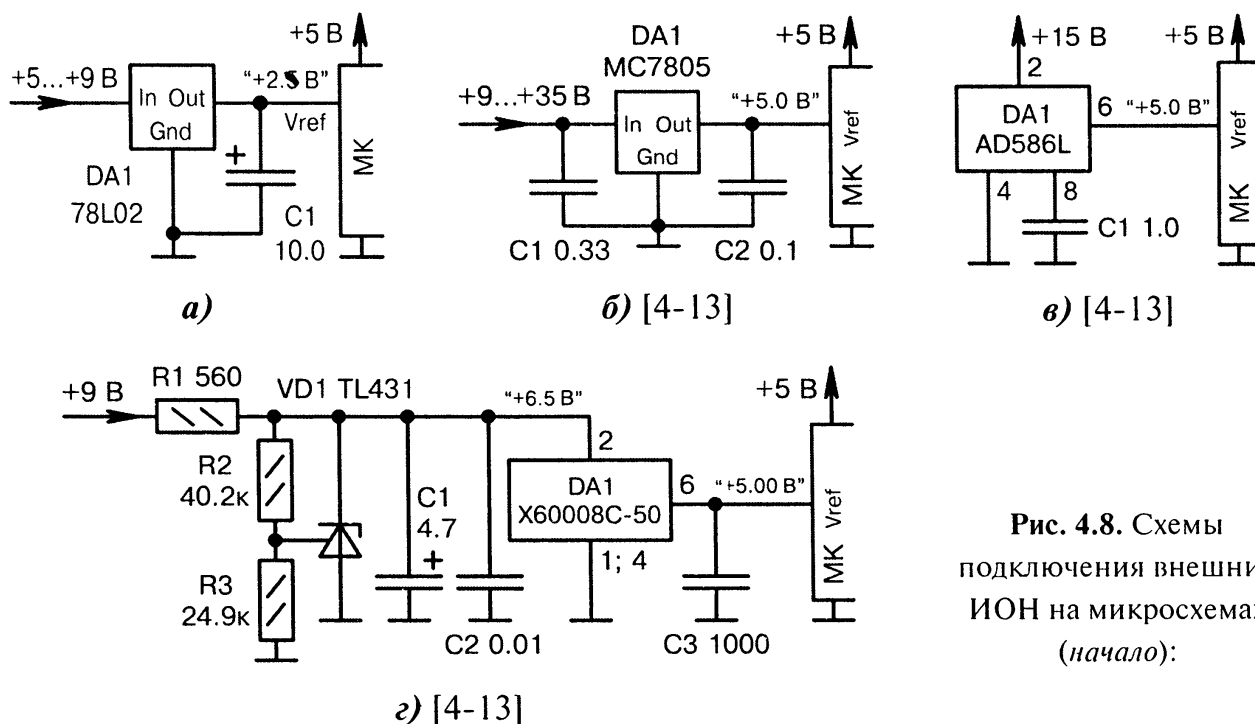 +5 В
+5...+9 В
“+2.5 В”
In Out
Gnd
Vref
МК
DA1
78L02
+
C1
10.0
а)
DA1
MC7805
+5 В
+9...+35 В
“+5.0 В”
In Out
Gnd
МК Vref
C1 0.33
C2 0.1
б) [4-13]
+15 В
+5 В
2
DA1
AD586L
6
“+5.0 В”
4
8
C1 1.0
МК Vref
в) [4-13]
+9 В
R1 560
VD1 TL431
“+6.5 В”
+5 В
2
R2
40.2к
C1
4.7
+
DA1
X60008C-50
6
“+5.00 В”
1; 4
МК Vref
R3
24.9к
C2 0.01
C3 1000
г) [4-13]
Рис. 4.8. Схемы
подключения внешни
ИОН на микросхема
(начало):